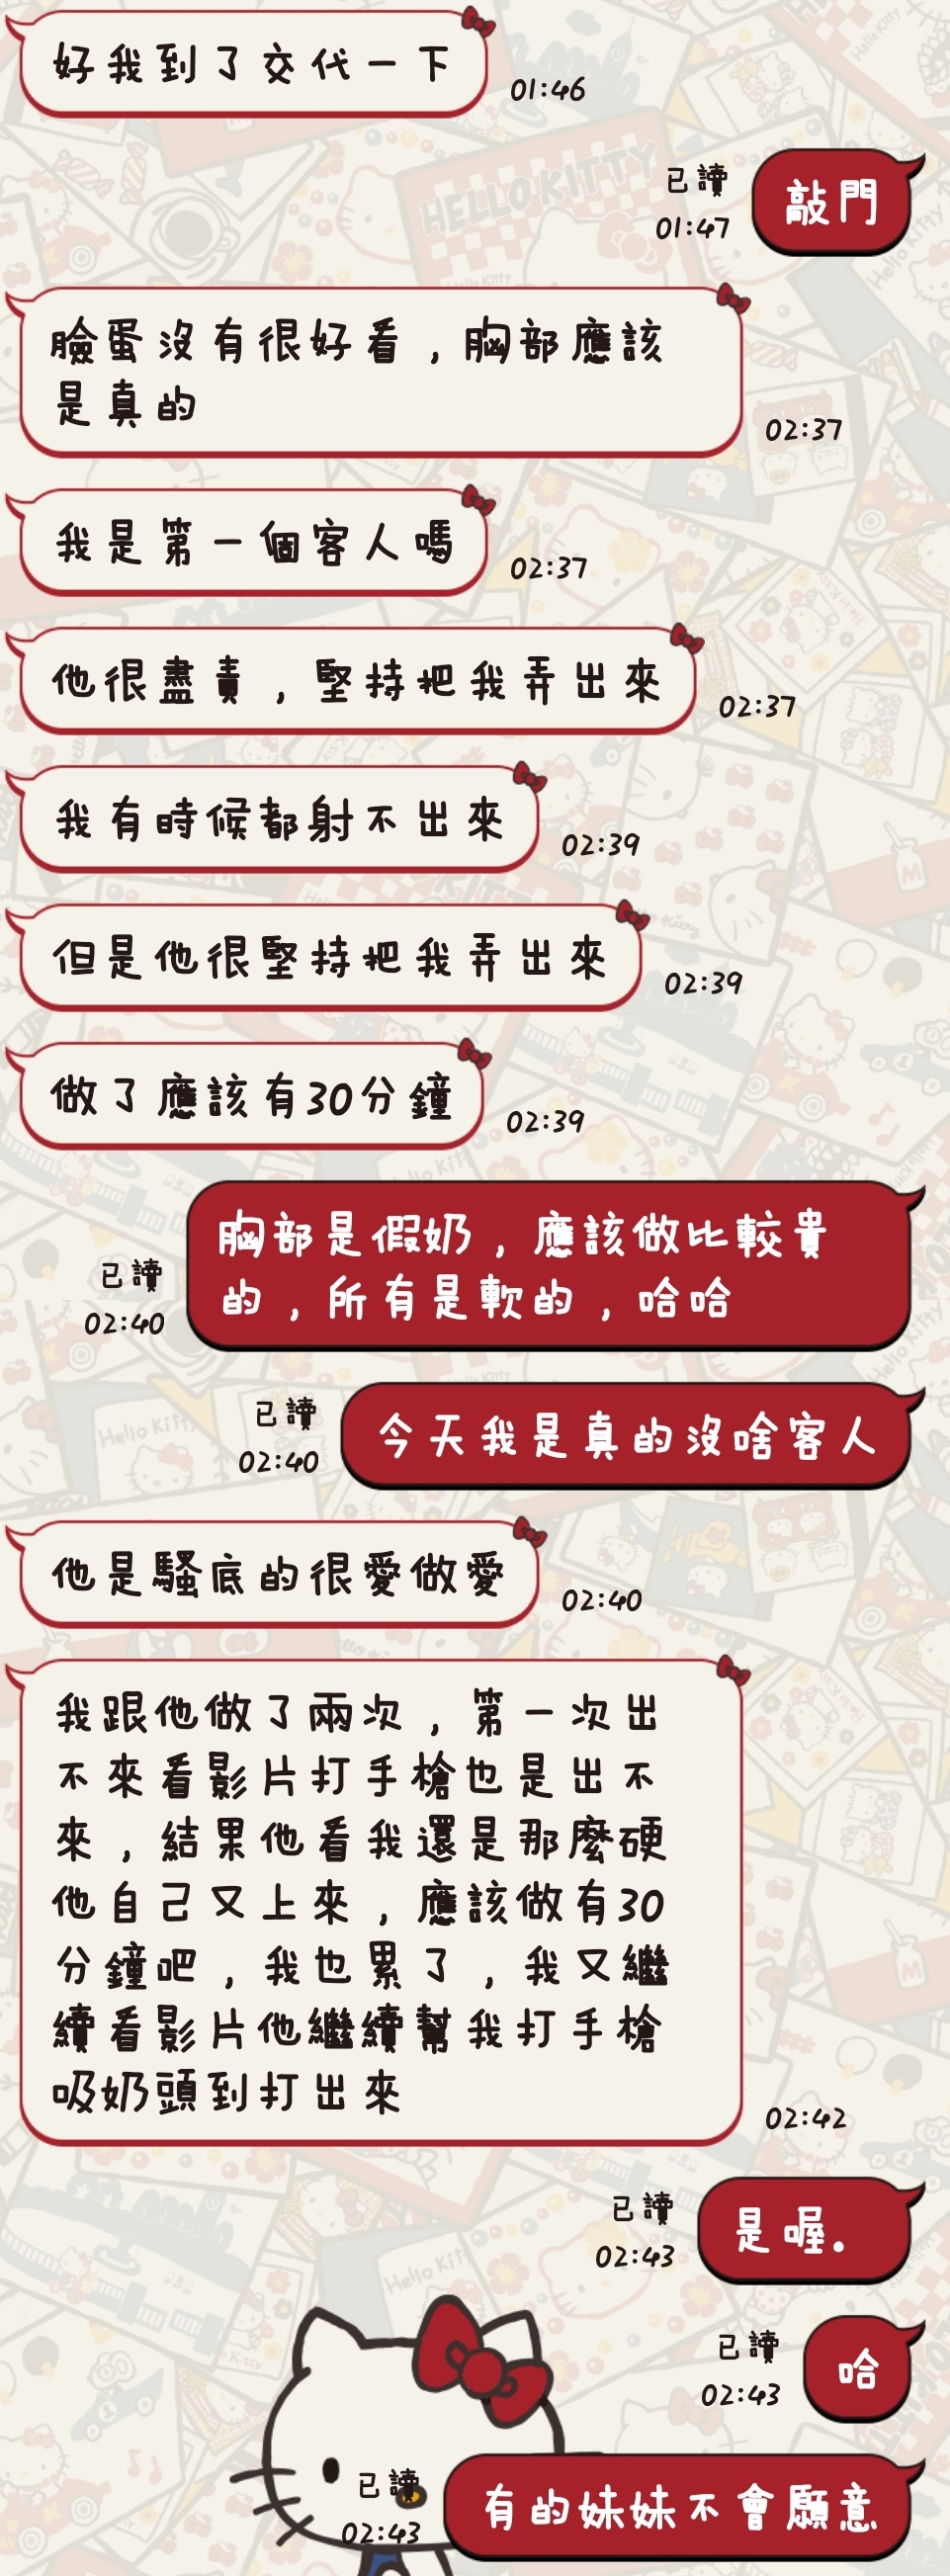 好我到了交代一下
01:46
已讀
01:47
敲門
臉蛋沒有很好看，胸部應該
是真的
02:37
我是第一個客人嗎
02:37
他很盡責，堅持把我弄出來
02:37
我有時候都射不出來
02:39
但是他很堅持把我弄出來
02:39
做了應該有30分鐘
02:39
胸部是假奶，應該做比較貴
的，所有是軟的，哈哈
已讀
02:40
今天我是真的沒啥客人
已讀
02:40
他是騷底的很愛做愛
02:40
我跟他做了兩次，第一次出
不來看影片打手槍也是出不
來，結果他看我還是那麼硬
他自己又上來，應該做有30
分鐘吧，我也累了，我又繼
續看影片他繼續幫我打手槍
吸奶頭到打出來
02:42
已讀
02:43
是喔.
已讀
02:43
哈
已讀
02:43
有的妹妹不會願意